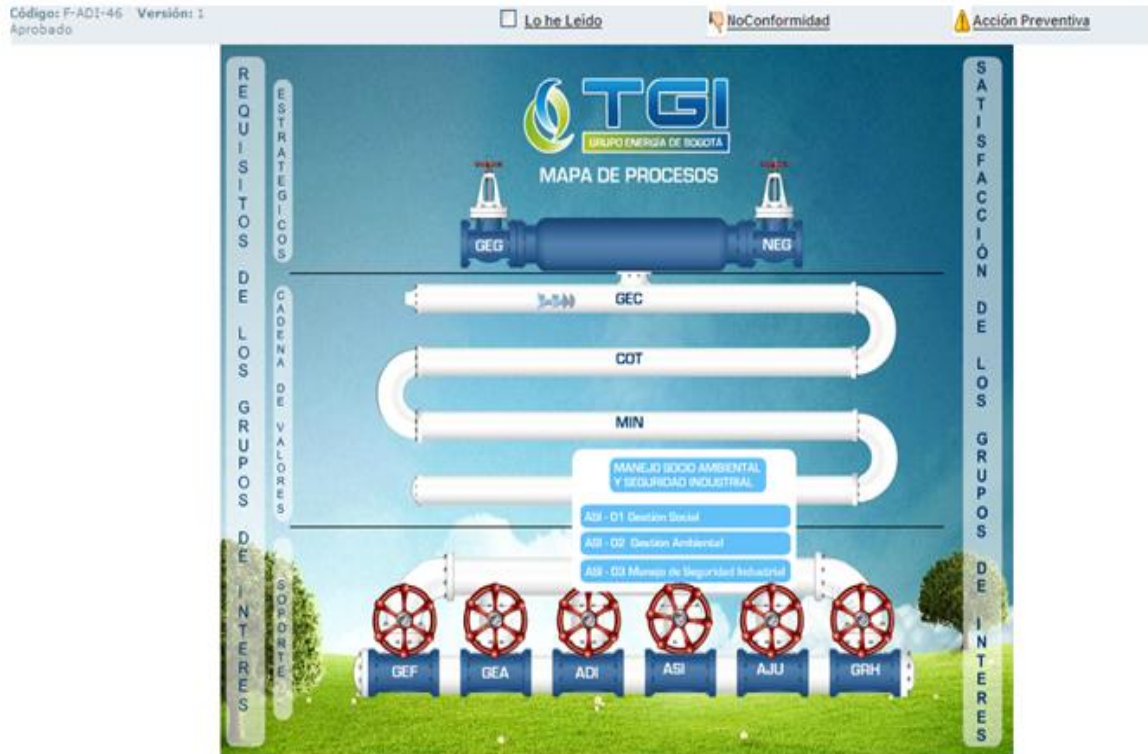 Código: F-ADI-46 Versión: 1
Aprobado
Lo he Leído
NoConformidad
Acción Preventiva
REQUISITOS DE LOS GRUPOS DE INTERES
ESTRATEGICOS
TGI
GRUPO ENERGÍA DE BOGOTÁ
MAPA DE PROCESOS
GEG
NEG
CADENA DE VALORES
GEC
COT
MIN
MANEJO SOCIO AMBIENTAL
Y SEGURIDAD INDUSTRIAL
ASI - 01 Gestión Social
ASI - 02 Gestión Ambiental
ASI - 03 Manejo de Seguridad Industrial
SOPORTE
GEF
GEA
ADI
ASI
AJU
GRH
SATISFACCIÓN DE LOS GRUPOS DE INTERES